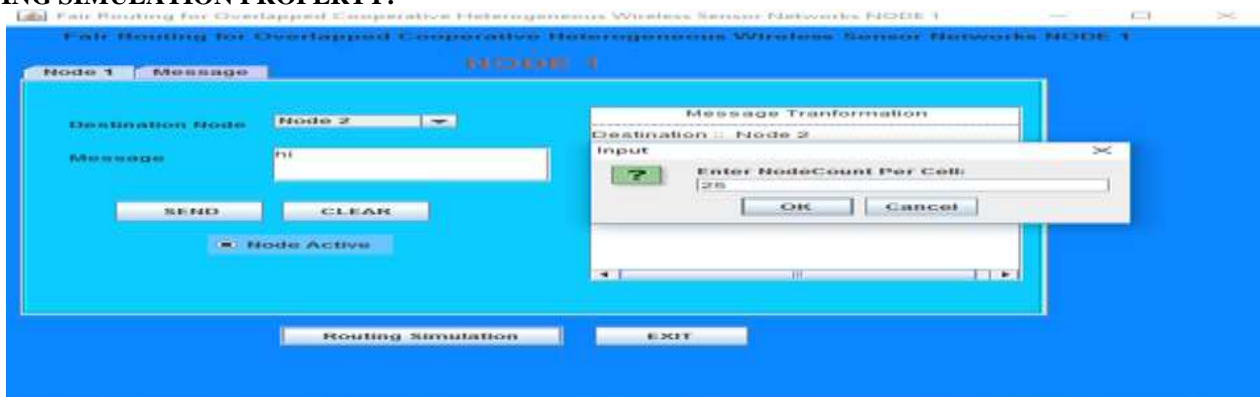 ING SIMULATION PROPERTY:
Fair Routing for Overlapped Cooperative Heterogeneous Wireless Sensor Networks NODE 1
Fair Routing for Overlapped Cooperative Heterogeneous Wireless Sensor Networks NODE 1
NODE 1
Node 1 Message
Destination Node Node 2
Message hi
SEND CLEAR
Node Active
Message Tranformation
Destination :: Node 2
Input
? Enter NodeCount Per Cell:
25
OK Cancel
Routing Simulation EXIT